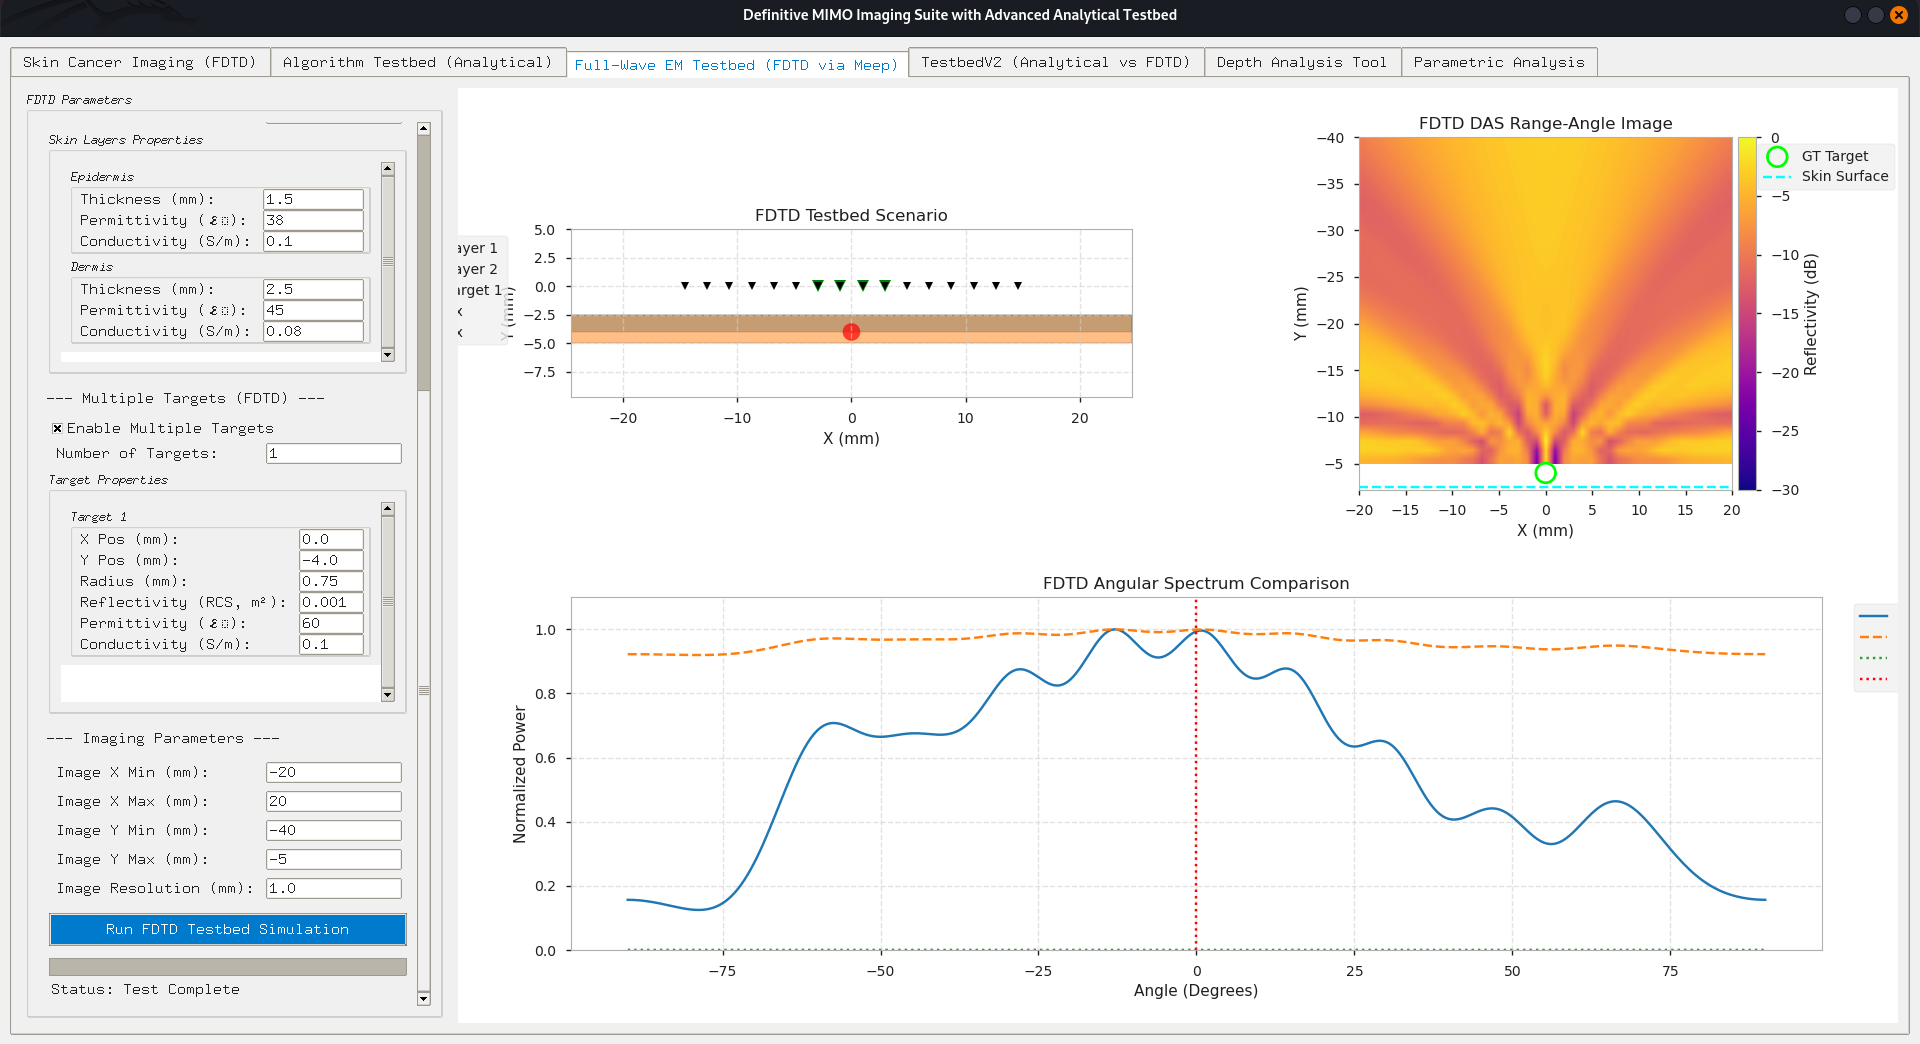 Definitive MIMO Imaging Suite with Advanced Analytical Testbed
Skin Cancer Imaging (FDTD)
Algorithm Testbed (Analytical)
Full-Wave EM Testbed (FDTD via Meep)
TestbedV2 (Analytical vs FDTD)
Depth Analysis Tool
Parametric Analysis
FDTD Parameters
Skin Layers Properties
Epidermis
Thickness (mm): 1.5
Permittivity (ε): 38
Conductivity (S/m): 0.1
Dermis
Thickness (mm): 2.5
Permittivity (ε): 45
Conductivity (S/m): 0.08
--- Multiple Targets (FDTD) ---
Enable Multiple Targets
Number of Targets: 1
Target Properties
Target 1
X Pos (mm): 0.0
Y Pos (mm): -4.0
Radius (mm): 0.75
Reflectivity (RCS, m²): 0.001
Permittivity (ε): 60
Conductivity (S/m): 0.1
--- Imaging Parameters ---
Image X Min (mm): -20
Image X Max (mm): 20
Image Y Min (mm): -40
Image Y Max (mm): -5
Image Resolution (mm): 1.0
Run FDTD Testbed Simulation
Status: Test Complete
FDTD Testbed Scenario
ayer 1
ayer 2
arget 1
x
x
Y (mm)
5.0
2.5
0.0
−2.5
−5.0
−7.5
−20 −10 0 10 20
X (mm)
FDTD DAS Range-Angle Image
Y (mm)
−40
−35
−30
−25
−20
−15
−10
−5
−20 −15 −10 −5 0 5 10 15 20
X (mm)
0
−5
−10
−15
−20
−25
−30
Reflectivity (dB)
GT Target
Skin Surface
FDTD Angular Spectrum Comparison
Normalized Power
1.0
0.8
0.6
0.4
0.2
0.0
−75 −50 −25 0 25 50 75
Angle (Degrees)